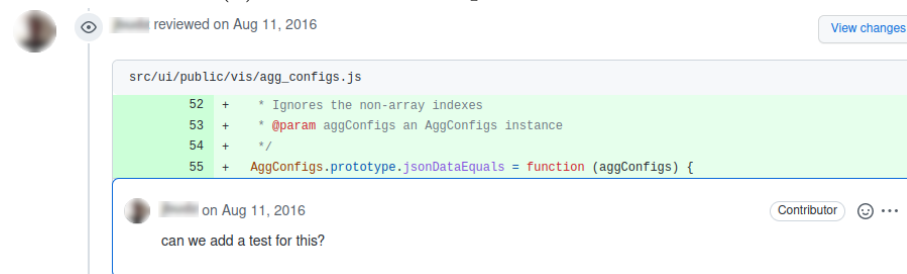 reviewed on Aug 11, 2016
View changes
src/ui/public/vis/agg_configs.js
52 + * Ignores the non-array indexes
53 + * @param aggConfigs an AggConfigs instance
54 + */
55 + AggConfigs.prototype.jsonDataEquals = function (aggConfigs) {
on Aug 11, 2016
Contributor
can we add a test for this?